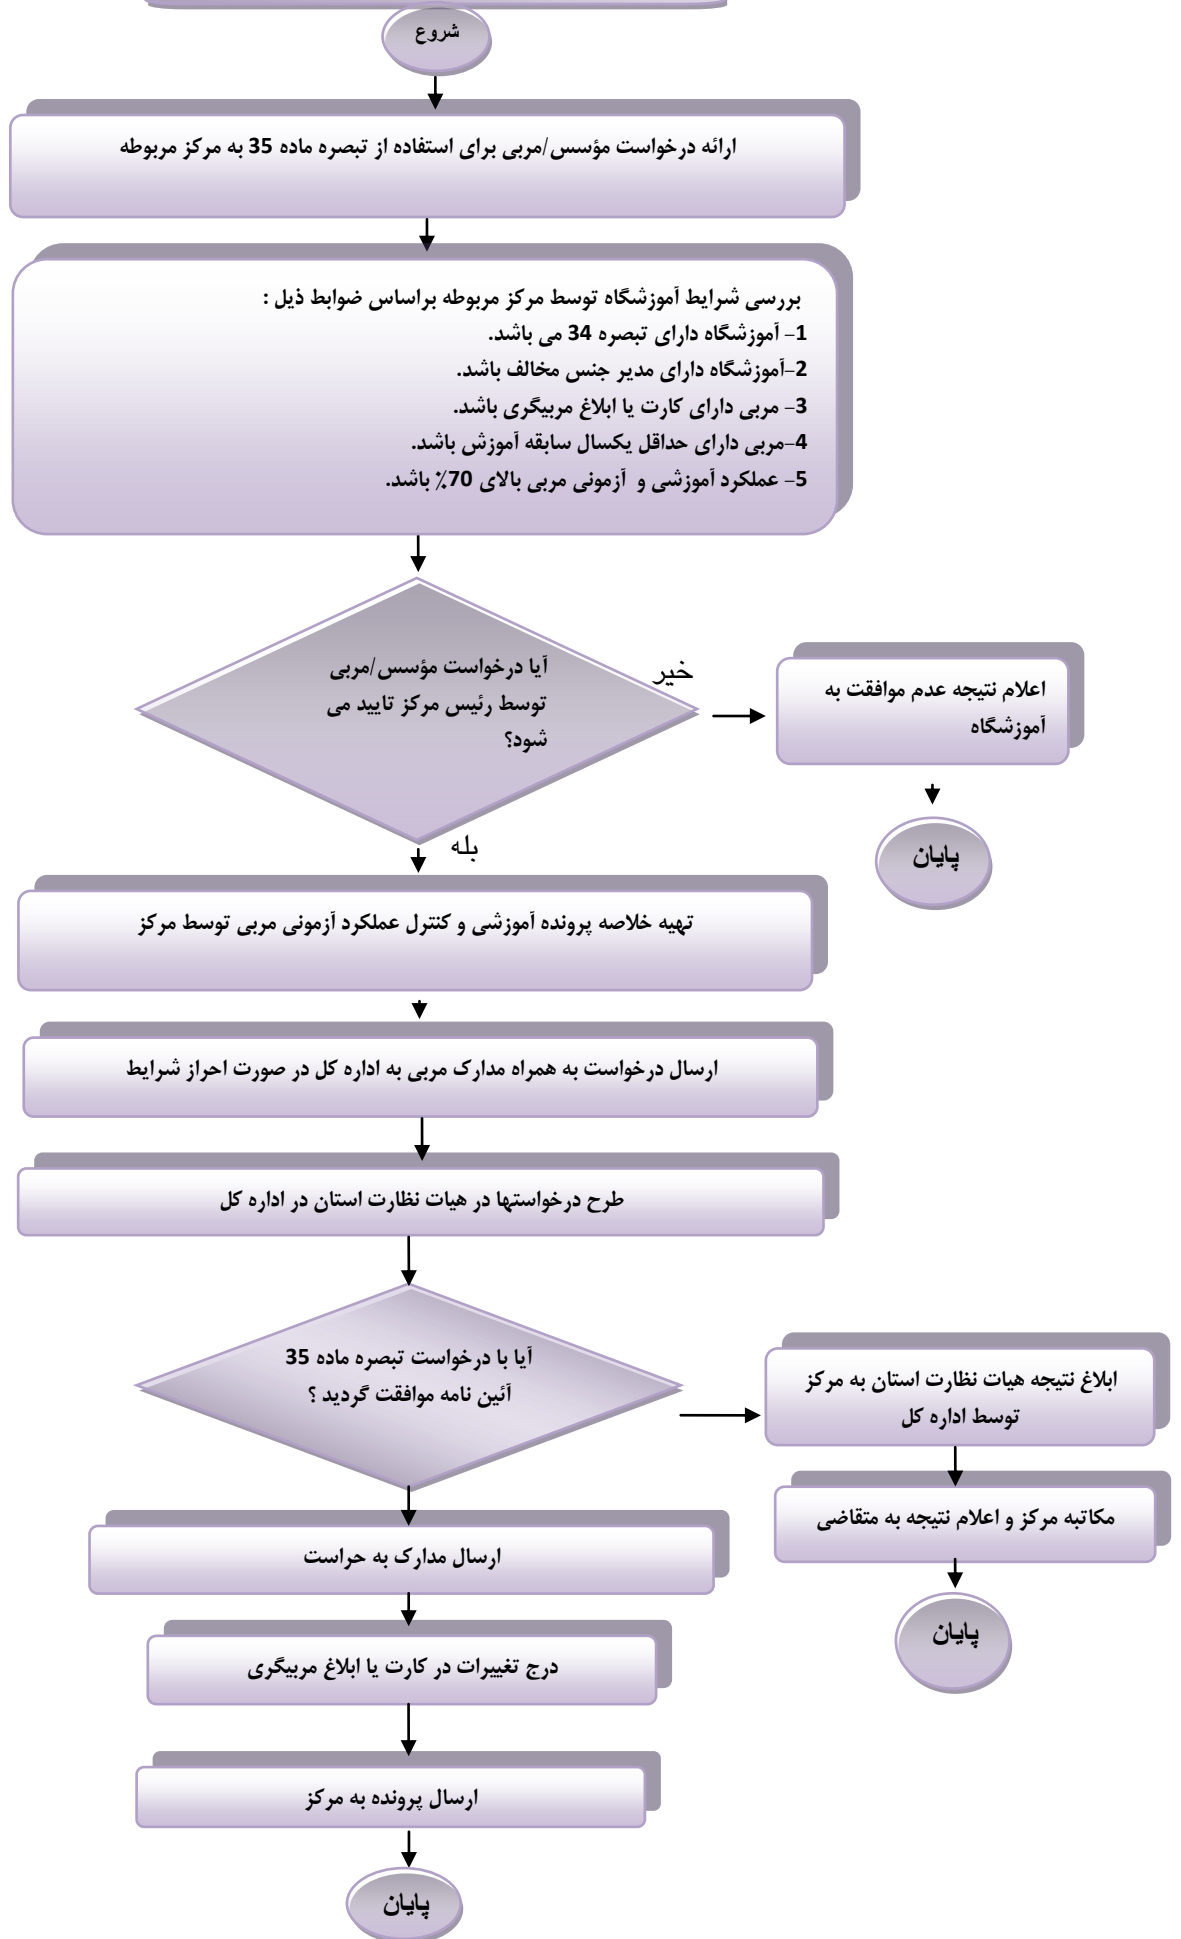 شروع
ارائه درخواست مؤسس/مربی برای استفاده از تبصره ماده 35 به مرکز مربوطه
بررسی شرایط آموزشگاه توسط مرکز مربوطه براساس ضوابط ذیل :
1- آموزشگاه دارای تبصره 34 می باشد.
2-آموزشگاه دارای مدیر جنس مخالف باشد.
3- مربی دارای کارت یا ابلاغ مربیگری باشد.
4-مربی دارای حداقل یکسال سابقه آموزش باشد.
5- عملکرد آموزشی و آزمونی مربی بالای 70٪ باشد.
آیا درخواست مؤسس/مربی
توسط رئیس مرکز تایید می
شود؟
خیر
اعلام نتیجه عدم موافقت به
آموزشگاه
پایان
بله
تهیه خلاصه پرونده آموزشی و کنترل عملکرد آزمونی مربی توسط مرکز
ارسال درخواست به همراه مدارک مربی به اداره کل در صورت احراز شرایط
طرح درخواستها در هیات نظارت استان در اداره کل
آیا با درخواست تبصره ماده 35
آئین نامه موافقت گردید ؟
ابلاغ نتیجه هیات نظارت استان به مرکز
توسط اداره کل
مکاتبه مرکز و اعلام نتیجه به متقاضی
پایان
ارسال مدارک به حراست
درج تغییرات در کارت یا ابلاغ مربیگری
ارسال پرونده به مرکز
پایان